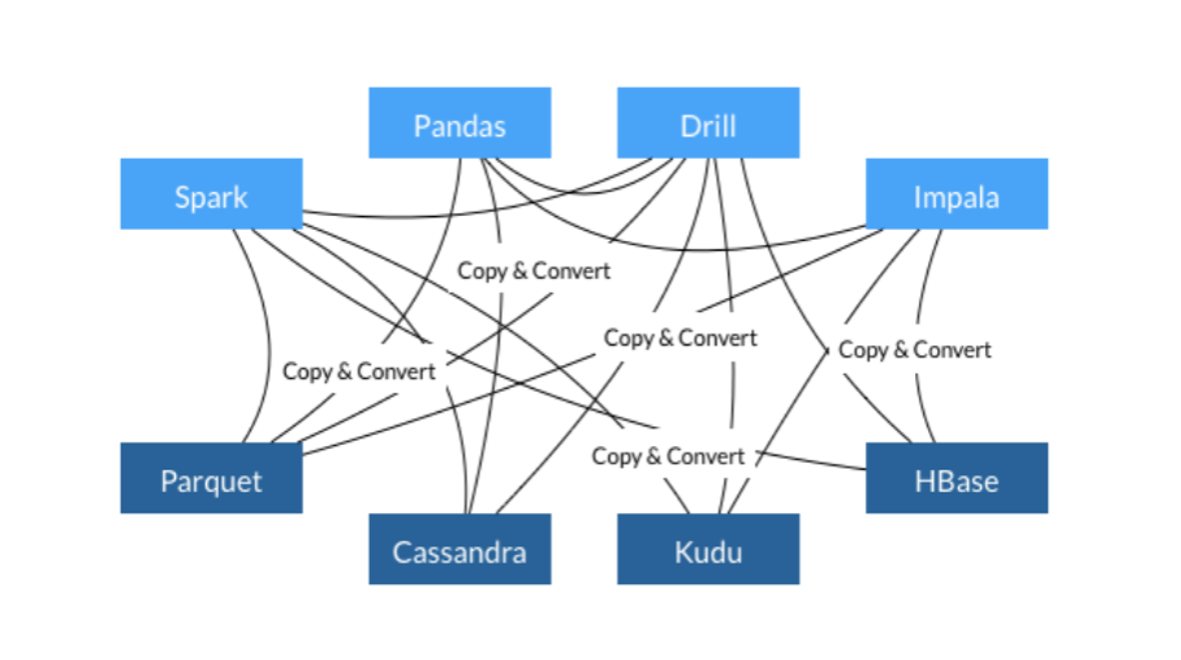 Pandas
Drill
Spark
Impala
Copy & Convert
Copy & Convert
Copy & Convert
Copy & Convert
Copy & Convert
Parquet
HBase
Cassandra
Kudu